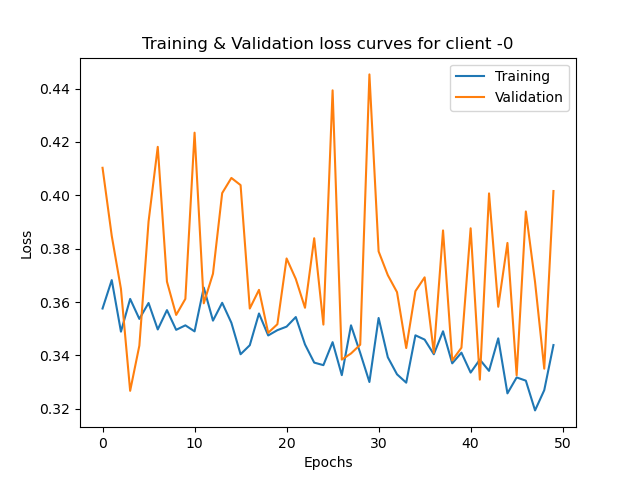 Training & Validation loss curves for client -0
Training
Validation
Loss
0.44
0.42
0.40
0.38
0.36
0.34
0.32
0 10 20 30 40 50
Epochs